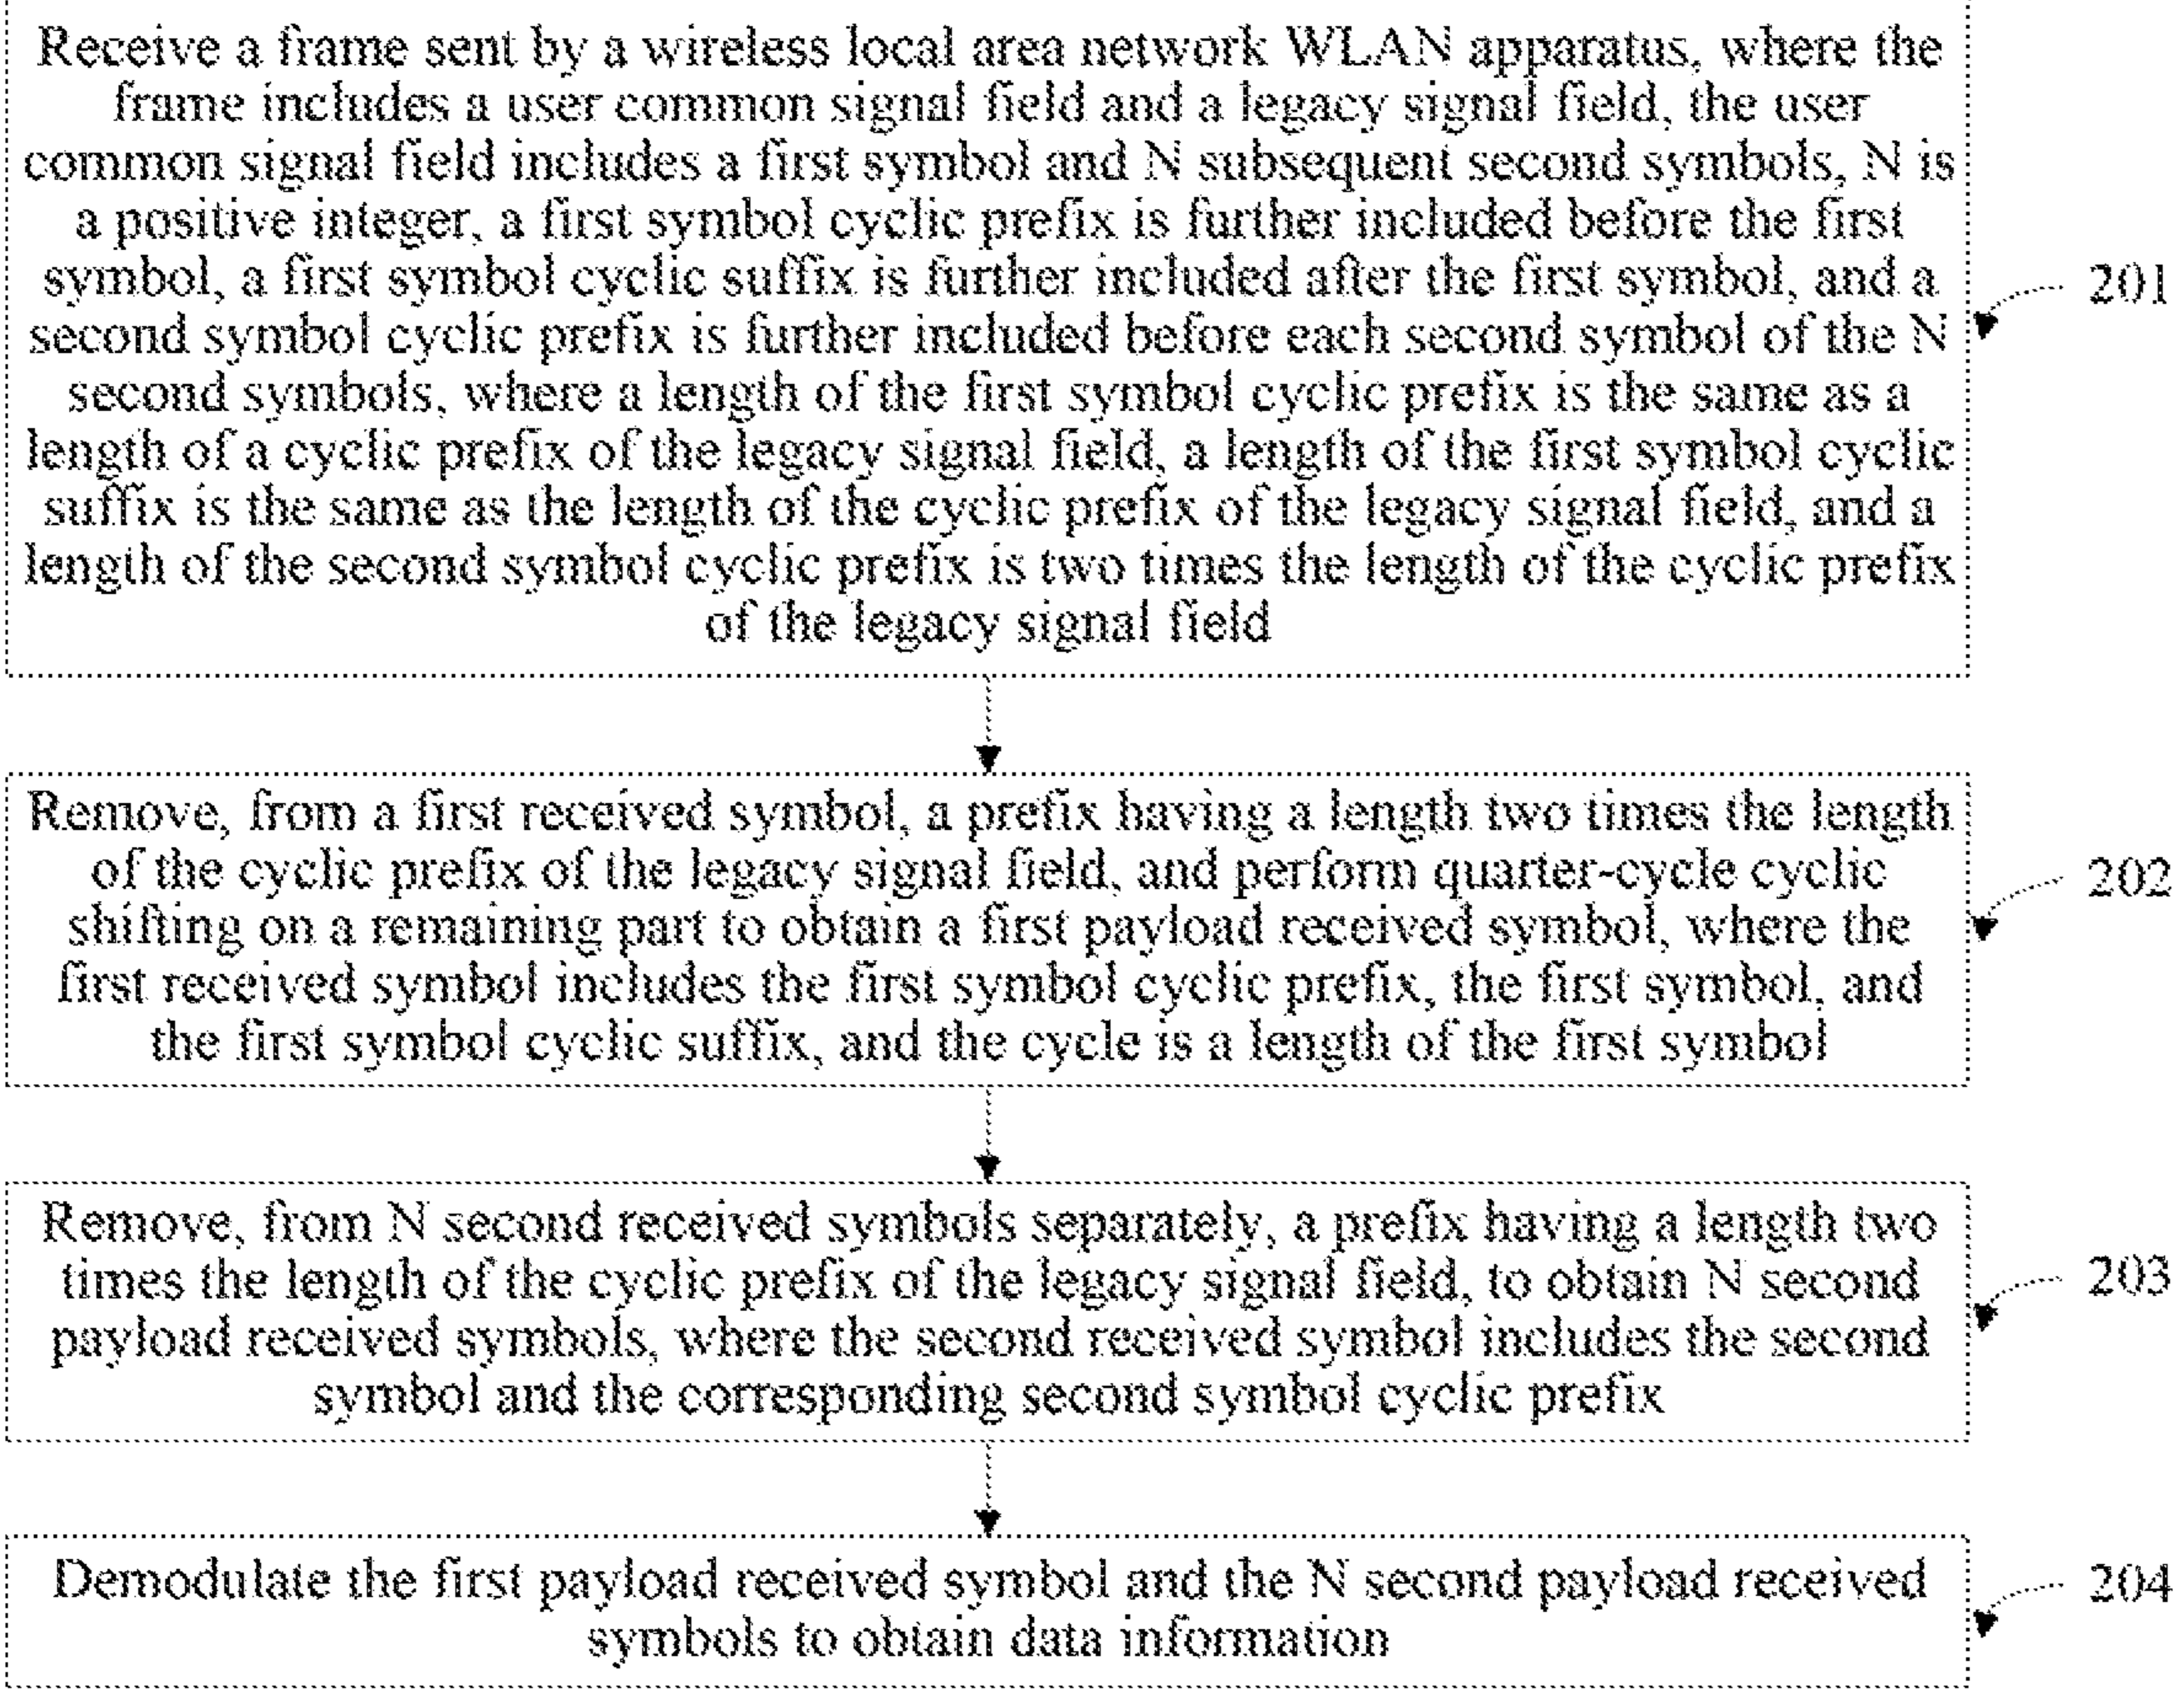 Receive a frame sent by a wireless local area network WLAN apparatus, where the
frame includes a user common signal field and a legacy signal field, the user
common signal field includes a first symbol and N subsequent second symbols, N is
a positive integer, a first symbol cyclic prefix is further included before the first
symbol, a first symbol cyclic suffix is further included after the first symbol, and a
second symbol cyclic prefix is further included before each second symbol of the N
second symbols, where a length of the first symbol cyclic prefix is the same as a
length of a cyclic prefix of the legacy signal field, a length of the first symbol cyclic
suffix is the same as the length of the cyclic prefix of the legacy signal field, and a
length of the second symbol cyclic prefix is two times the length of the cyclic prefix
of the legacy signal field
201
Remove, from a first received symbol, a prefix having a length two times the length
of the cyclic prefix of the legacy signal field, and perform quarter-cycle cyclic
shifting on a remaining part to obtain a first payload received symbol, where the
first received symbol includes the first symbol cyclic prefix, the first symbol, and
the first symbol cyclic suffix, and the cycle is a length of the first symbol
202
Remove, from N second received symbols separately, a prefix having a length two
times the length of the cyclic prefix of the legacy signal field, to obtain N second
payload received symbols, where the second received symbol includes the second
symbol and the corresponding second symbol cyclic prefix
203
Demodulate the first payload received symbol and the N second payload received
symbols to obtain data information
204